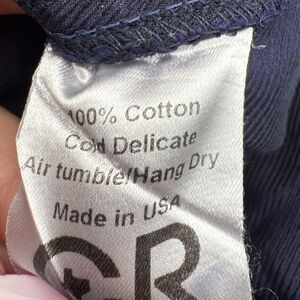 100% Cotton
Cold Delicate
Air tumble/Hang Dry
Made in USA
GR